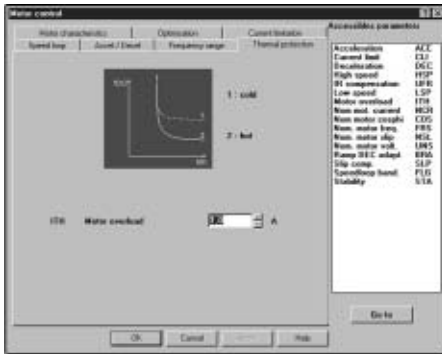 Motor control
Motor characteristics Optimisation Current limitation
Speed loop Accel / Decel Frequency range Thermal protection
1 : cold
2 : hot
ITH Motor overload A
OK Cancel Help
Accessibles parameters
Acceleration ACC
Current limit CLI
Deceleration DEC
High speed HSP
IR compensation UFR
Low speed LSP
Motor overload ITH
Nom mot. current NCR
Nom motor cosphi COS
Nom. motor freq. FRS
Nom. motor slip NSL
Nom. motor volt. UNS
Ramp DEC adapt BRA
Slip comp. SLP
Speedloop band. FLG
Stability STA
Go to